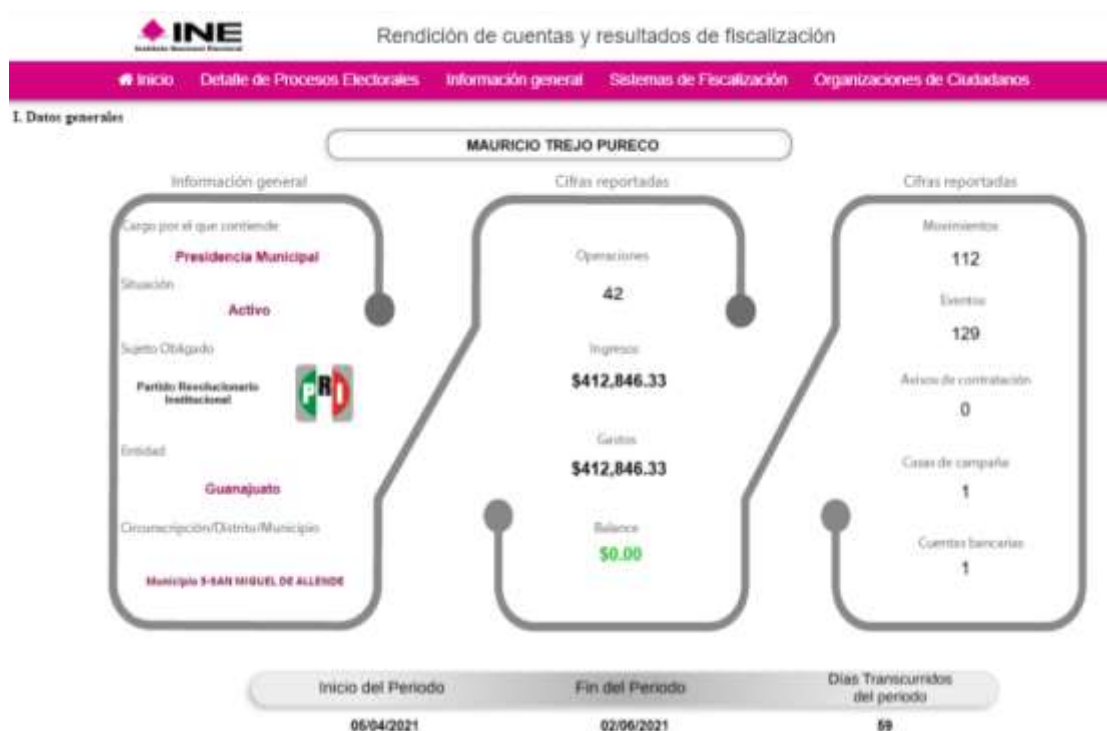 INE
Instituto Nacional Electoral
Rendición de cuentas y resultados de fiscalización
Inicio Detalle de Procesos Electorales Información general Sistemas de Fiscalización Organizaciones de Ciudadanos
I. Datos generales
MAURICIO TREJO PURECO
Información general
Cargo por el que contiende
Presidencia Municipal
Situación
Activo
Sujeto Obligado
Partido Revolucionario
Institucional
PRI
Entidad
Guanajuato
Circunscripción/Distrito/Municipio
Municipio 3-SAN MIGUEL DE ALLENDE
Cifras reportadas
Operaciones
42
Ingresos
$412,846.33
Gastos
$412,846.33
Balance
$0.00
Cifras reportadas
Movimientos
112
Eventos
129
Avisos de contratación
0
Casas de campaña
1
Cuentas bancarias
1
Inicio del Periodo Fin del Periodo Días Transcurridos
del periodo
05/04/2021 02/06/2021 59